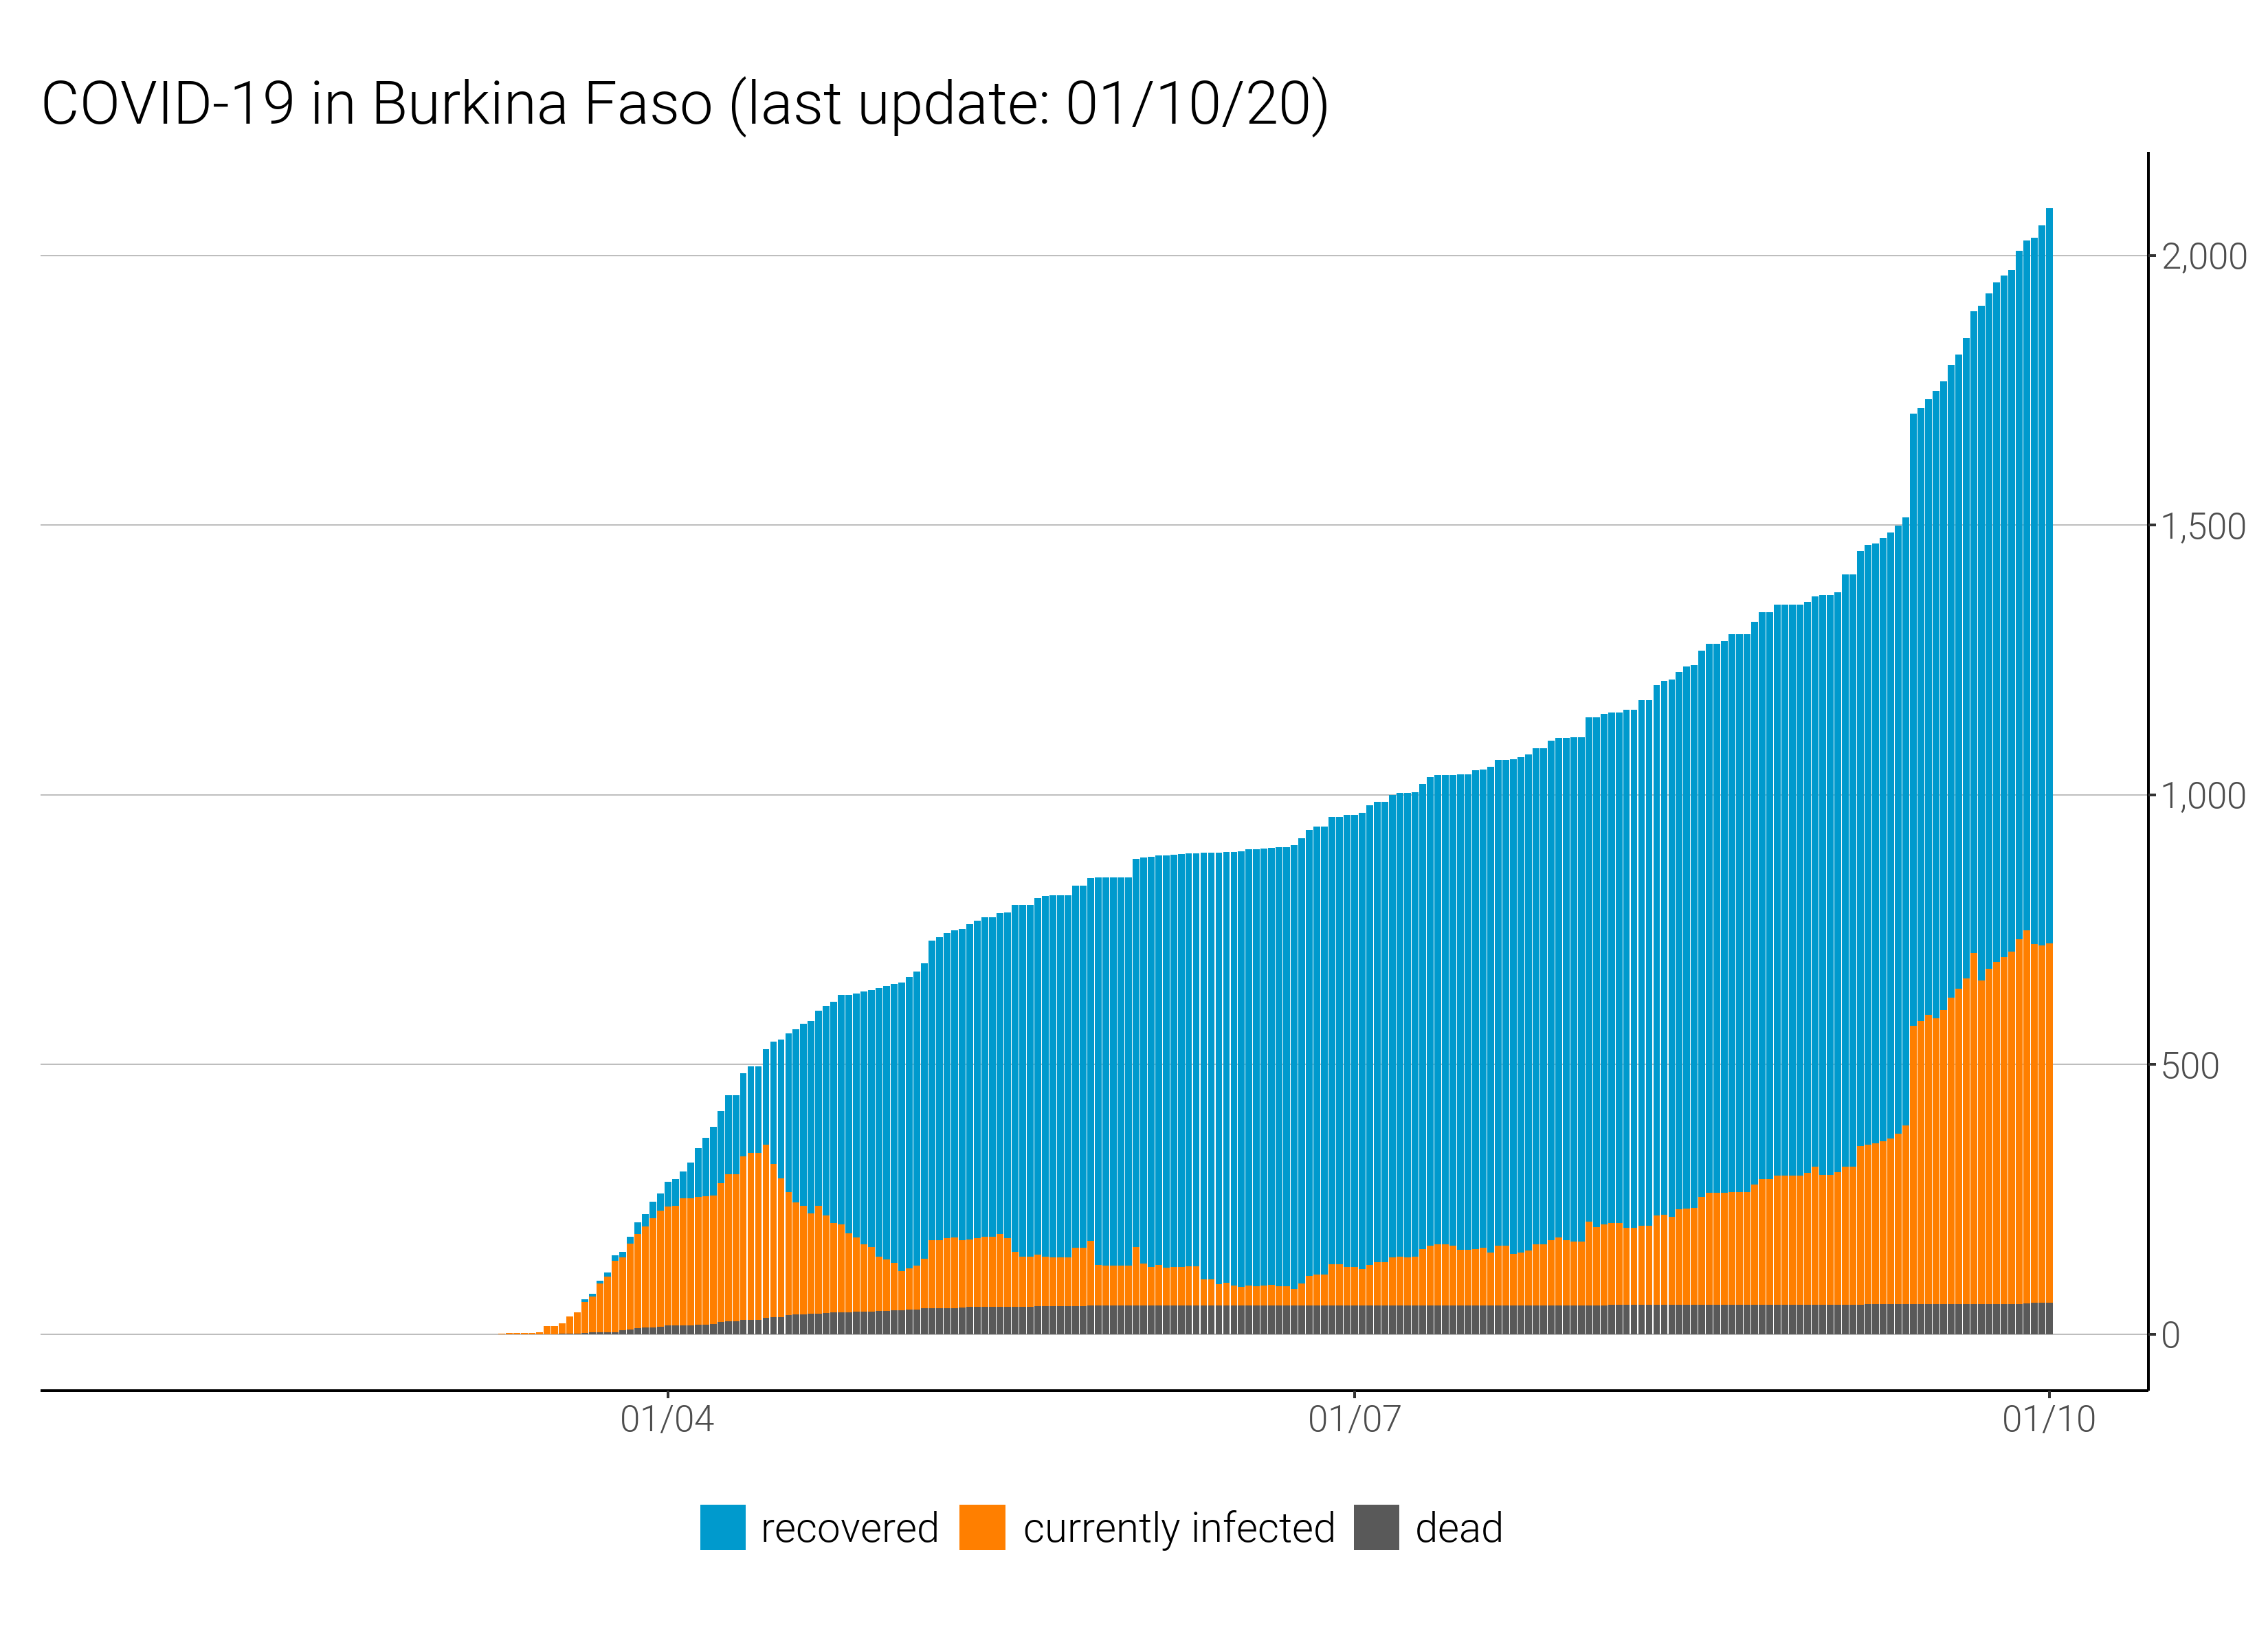 COVID-19 in Burkina Faso (last update: 01/10/20)
2,000
1,500
1,000
500
0
01/04 01/07 01/10
recovered currently infected dead